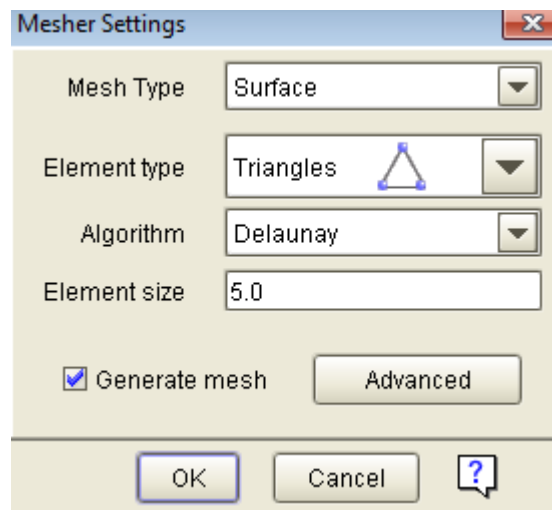 Mesher Settings
Mesh Type Surface
Element type Triangles
Algorithm Delaunay
Element size 5.0
Generate mesh Advanced
OK Cancel ?